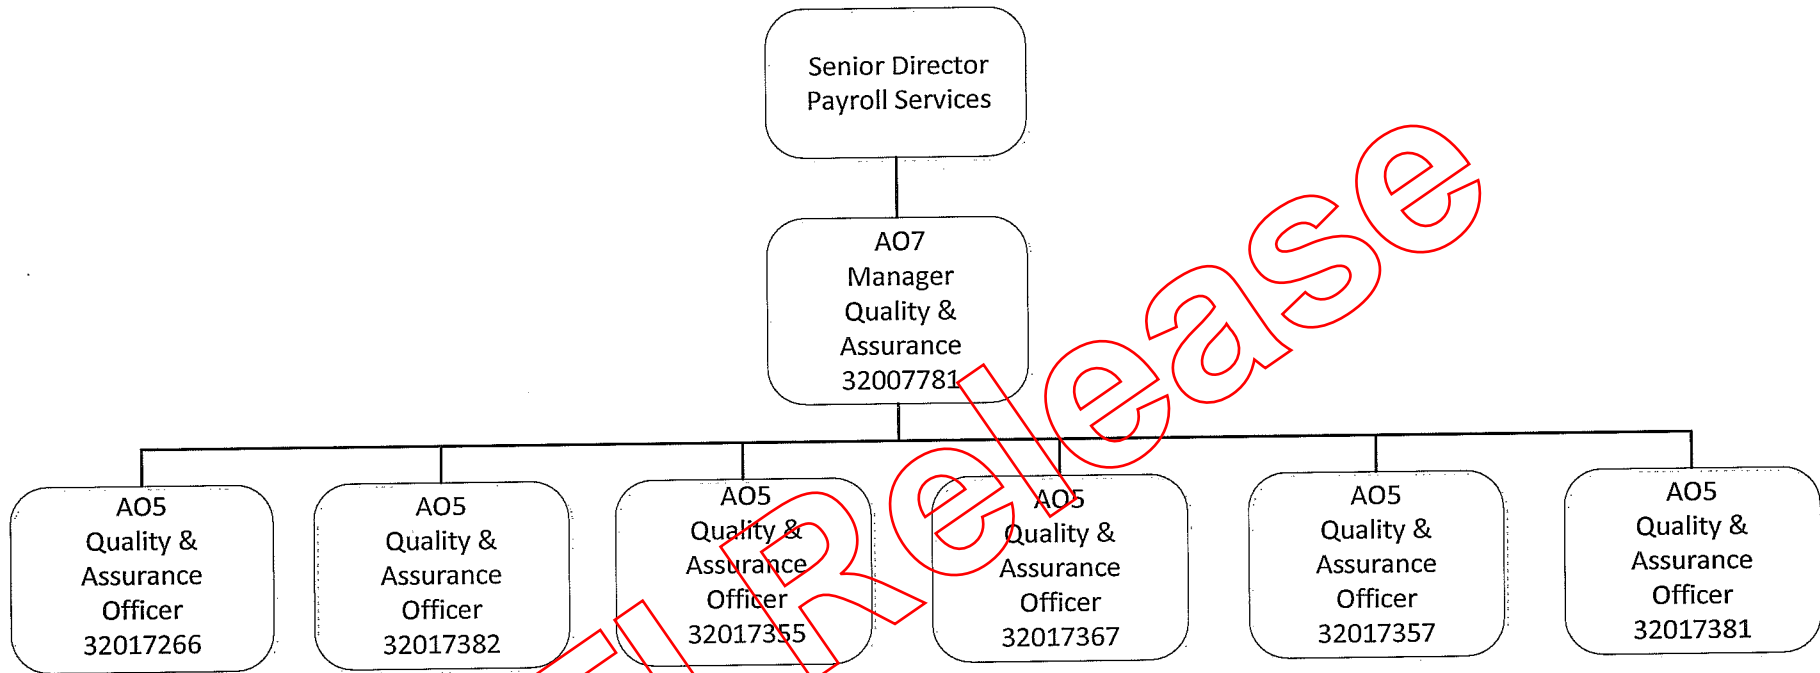 Senior Director
Payroll Services
AO7
Manager
Quality &
Assurance
32007781
AO5
Quality &
Assurance
Officer
32017266
AO5
Quality &
Assurance
Officer
32017382
AO5
Quality &
Assurance
Officer
32017355
AO5
Quality &
Assurance
Officer
32017367
AO5
Quality &
Assurance
Officer
32017357
AO5
Quality &
Assurance
Officer
32017381
Release